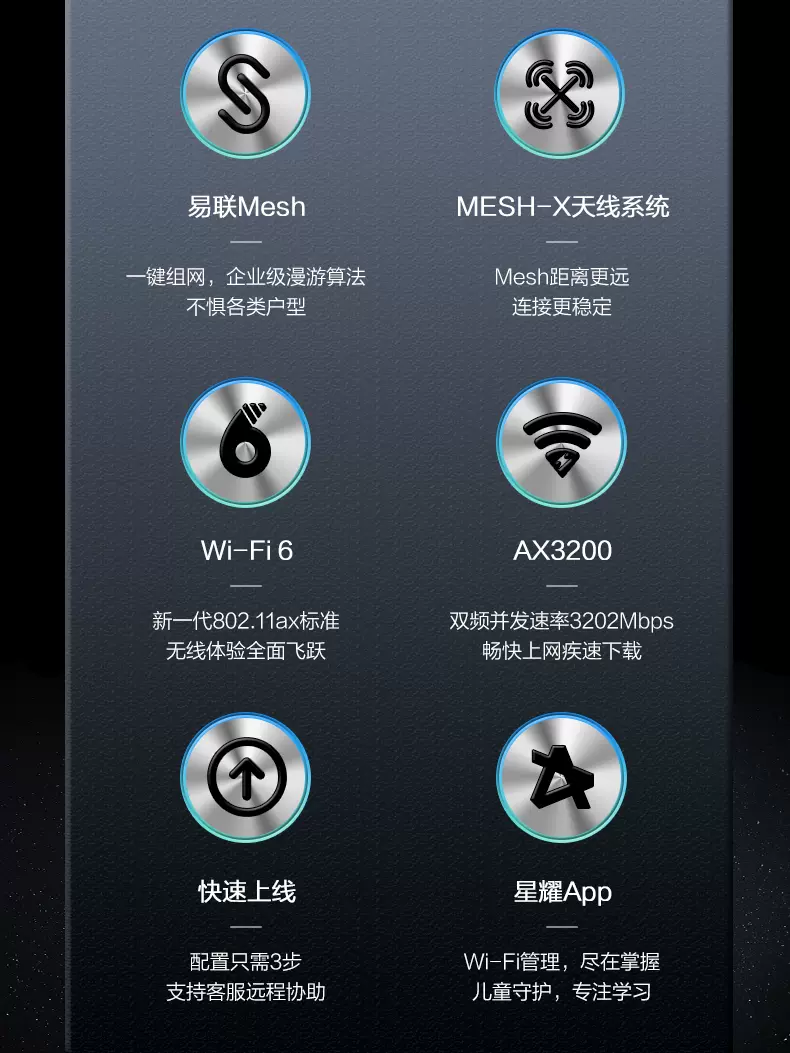 易联Mesh
一键组网，企业级漫游算法
不惧各类户型
MESH-X天线系统
Mesh距离更远
连接更稳定
Wi-Fi 6
新一代802.11ax标准
无线体验全面飞跃
AX3200
双频并发速率3202Mbps
畅快上网疾速下载
快速上线
配置只需3步
支持客服远程协助
星耀App
Wi-Fi管理，尽在掌握
儿童守护，专注学习